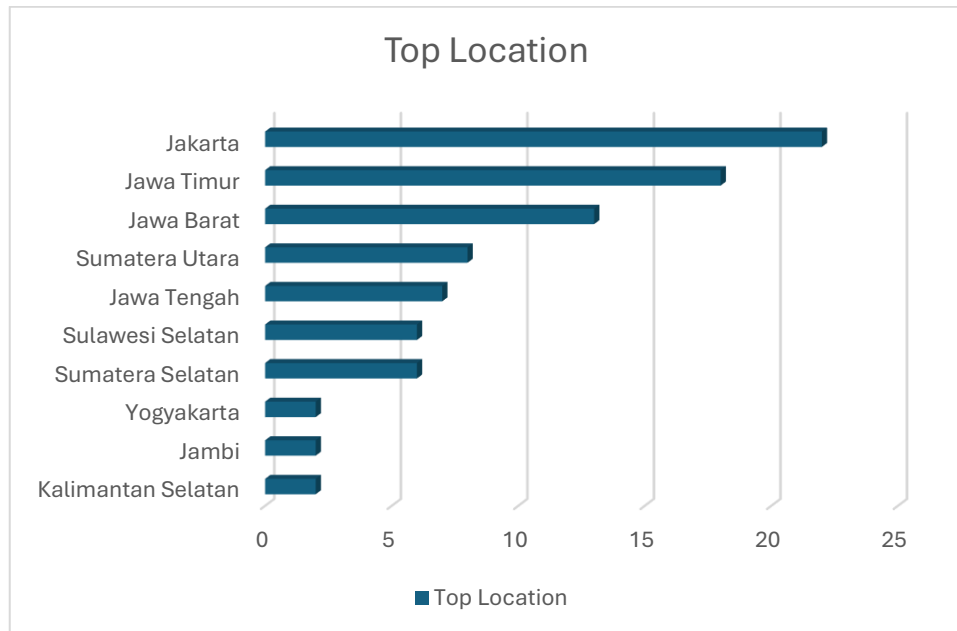 Top Location
Jakarta
Jawa Timur
Jawa Barat
Sumatera Utara
Jawa Tengah
Sulawesi Selatan
Sumatera Selatan
Yogyakarta
Jambi
Kalimantan Selatan
0 5 10 15 20 25
Top Location